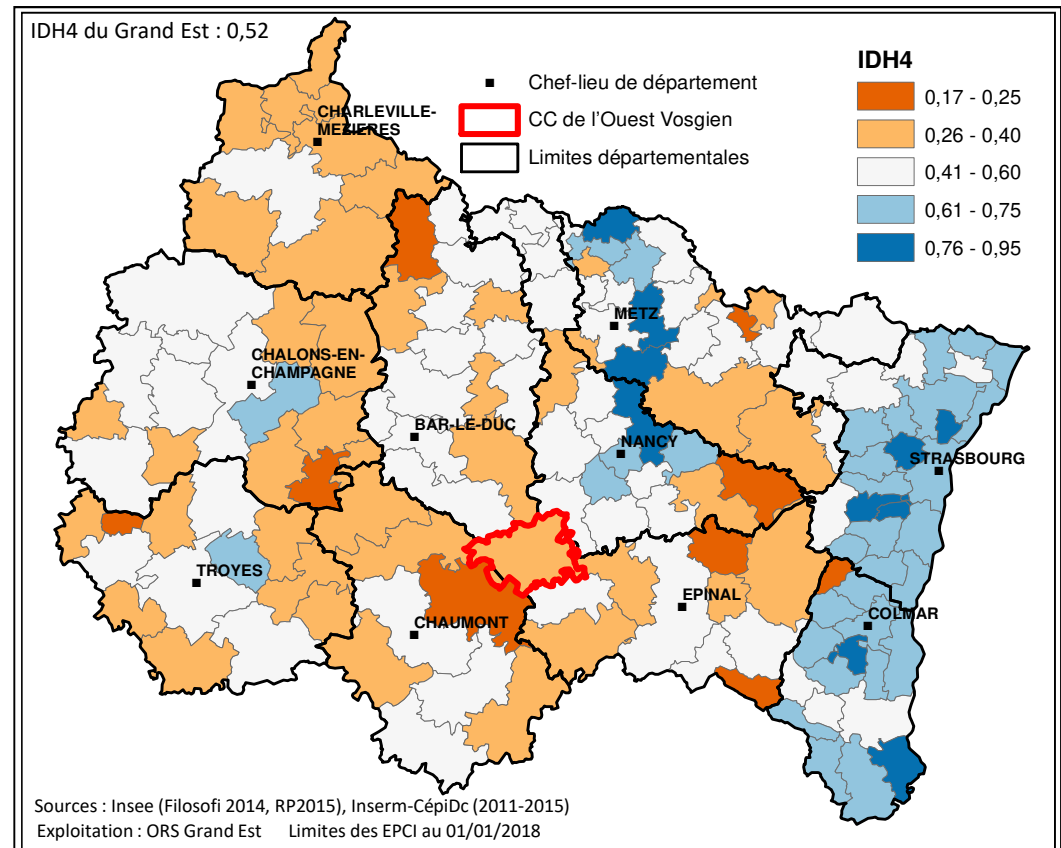 IDH4 du Grand Est : 0,52
Chef-lieu de département
CC de l'Ouest Vosgien
Limites départementales
IDH4
0,17 - 0,25
0,26 - 0,40
0,41 - 0,60
0,61 - 0,75
0,76 - 0,95
CHARLEVILLE-
MEZIERES
METZ
CHALONS-EN-
CHAMPAGNE
BAR-LE-DUC
NANCY
STRASBOURG
TROYES
EPINAL
COLMAR
CHAUMONT
Sources : Insee (Filosofi 2014, RP2015), Inserm-CépiDc (2011-2015)
Exploitation : ORS Grand Est Limites des EPCI au 01/01/2018